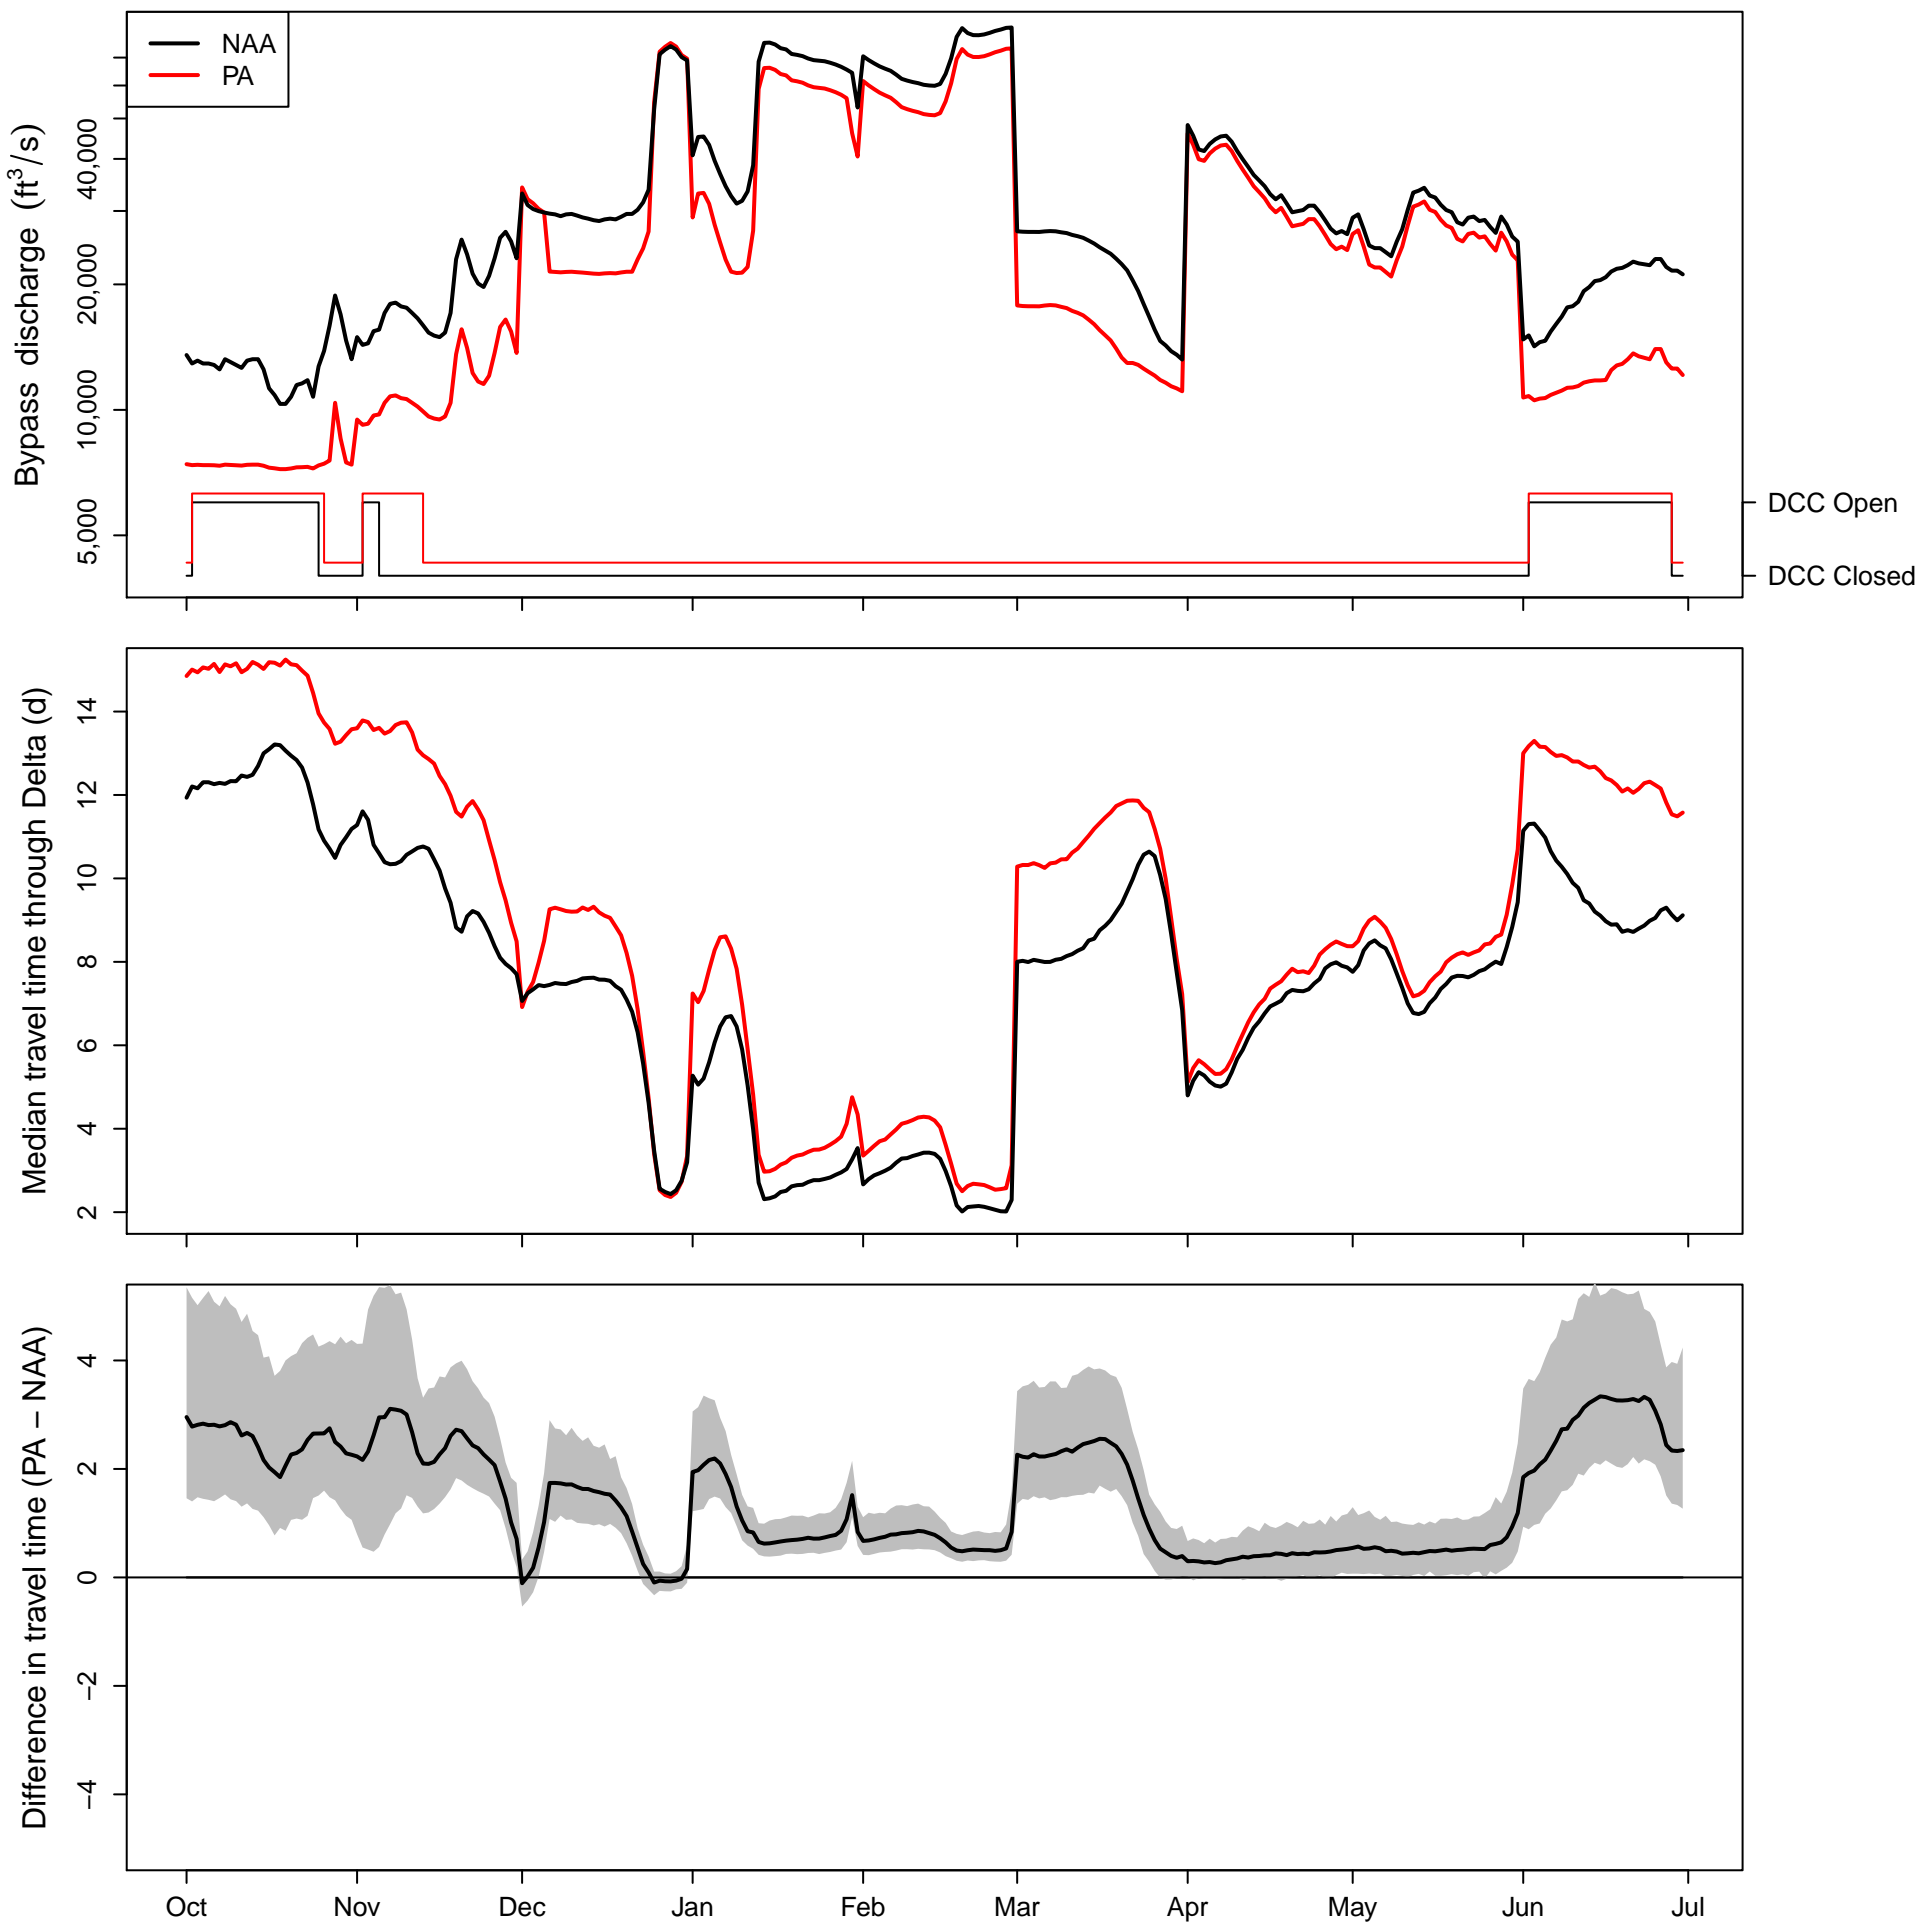 NAA
PA
Bypass discharge (ft³/s)
40,000
20,000
10,000
5,000
DCC Open
DCC Closed
Median travel time through Delta (d)
14
12
10
8
6
4
2
Difference in travel time (PA − NAA)
4
2
0
−2
−4
Oct Nov Dec Jan Feb Mar Apr May Jun Jul